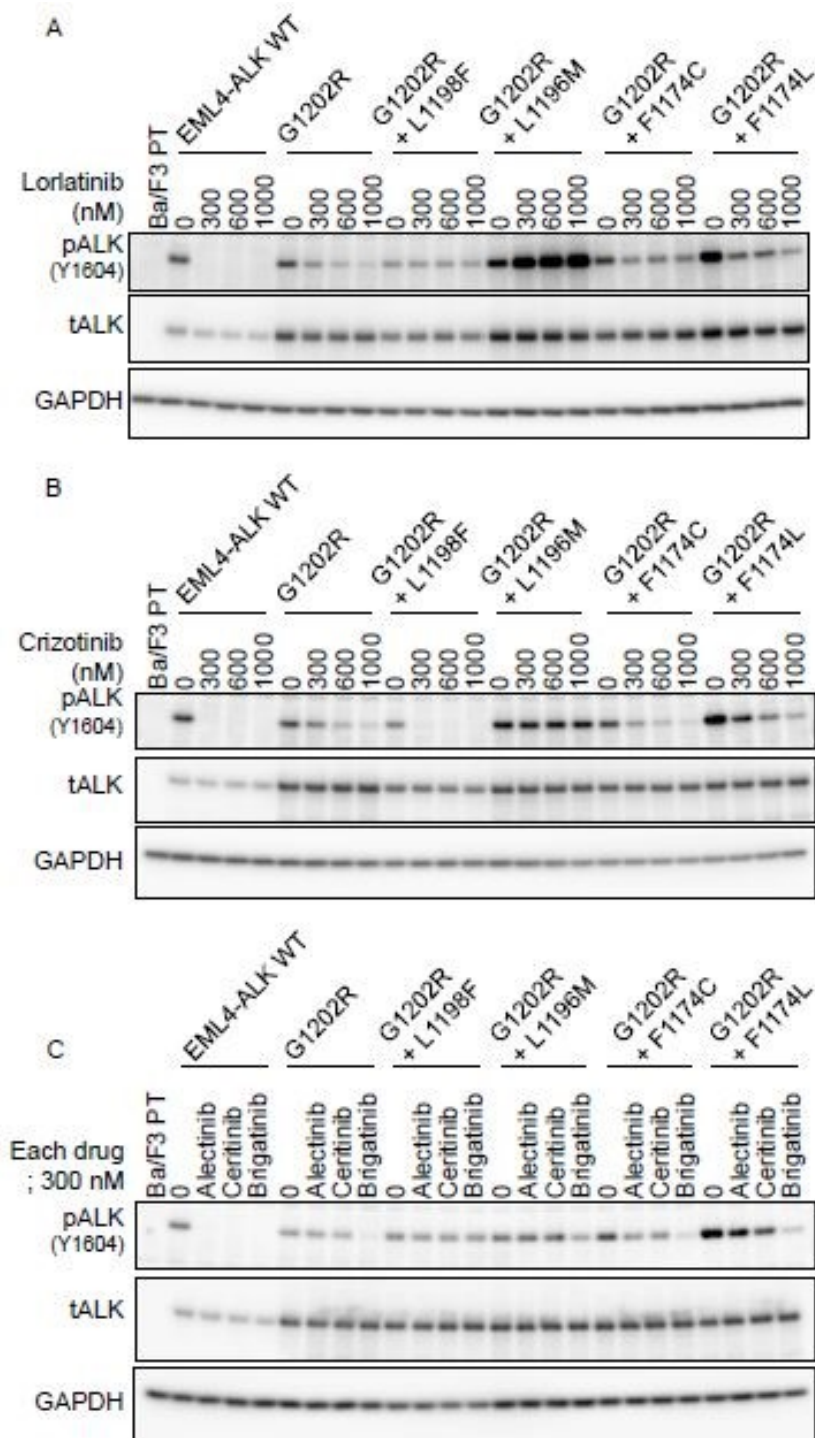 A
EML4-ALK WT
G1202R
G1202R + L1198F
G1202R + L1196M
G1202R + F1174C
G1202R + F1174L
Ba/F3 PT
Lorlatinib (nM)
0 300 600 1000 0 300 600 1000 0 300 600 1000 0 300 600 1000 0 300 600 1000 0 300 600 1000
pALK
(Y1604)
tALK
GAPDH
B
EML4-ALK WT
G1202R
G1202R + L1198F
G1202R + L1196M
G1202R + F1174C
G1202R + F1174L
Ba/F3 PT
Crizotinib (nM)
0 300 600 1000 0 300 600 1000 0 300 600 1000 0 300 600 1000 0 300 600 1000 0 300 600 1000
pALK
(Y1604)
tALK
GAPDH
C
EML4-ALK WT
G1202R
G1202R + L1198F
G1202R + L1196M
G1202R + F1174C
G1202R + F1174L
Ba/F3 PT
Each drug
; 300 nM
0 Alectinib Ceritinib Brigatinib 0 Alectinib Ceritinib Brigatinib 0 Alectinib Ceritinib Brigatinib 0 Alectinib Ceritinib Brigatinib 0 Alectinib Ceritinib Brigatinib 0 Alectinib Ceritinib Brigatinib
pALK
(Y1604)
tALK
GAPDH